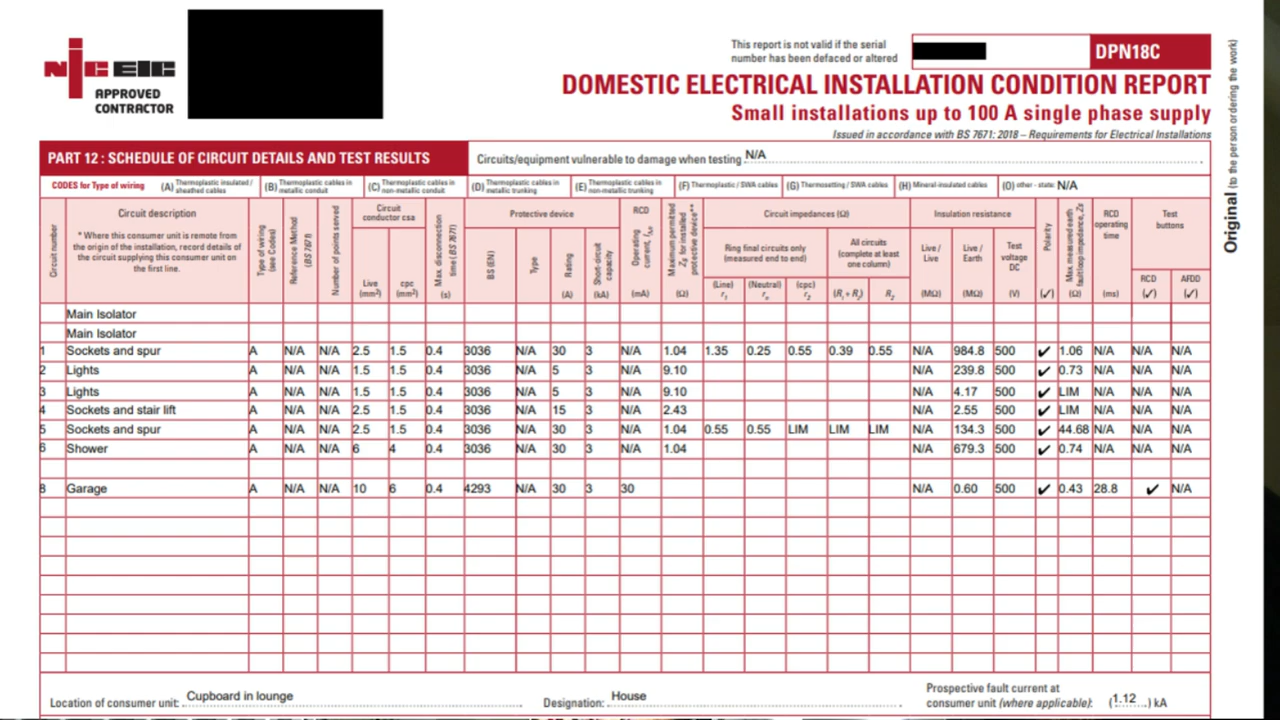 NICEIC
APPROVED
CONTRACTOR
This report is not valid if the serial
number has been defaced or altered
DPN18C
DOMESTIC ELECTRICAL INSTALLATION CONDITION REPORT
Small installations up to 100 A single phase supply
Issued in accordance with BS 7671: 2018 – Requirements for Electrical Installations
Original (to the person ordering the work)
PART 12 : SCHEDULE OF CIRCUIT DETAILS AND TEST RESULTS
Circuits/equipment vulnerable to damage when testing N/A
CODES for Type of wiring (A) Thermoplastic insulated / sheathed cables (B) Thermoplastic cables in metallic conduit (C) Thermoplastic cables in non-metallic conduit (D) Thermoplastic cables in metallic trunking (E) Thermoplastic cables in non-metallic trunking (F) Thermoplastic / SWA cables (G) Thermosetting / SWA cables (H) Mineral-insulated cables (O) other - state: N/A
Circuit number
Circuit description
* Where this consumer unit is remote from
the origin of the installation, record details of
the circuit supplying this consumer unit on
the first line.
Type of wiring (see Codes)
Reference Method (BS 7671)
Number of points served
Circuit conductor csa
Live (mm²)
cpc (mm²)
Max. disconnection time (BS 7671) (s)
Protective device
BS (EN)
Type
Rating (A)
Short-circuit capacity (kA)
RCD
Operating current, IΔn (mA)
Maximum permitted Zs for installed protective device** (Ω)
Circuit impedances (Ω)
Ring final circuits only (measured end to end)
(Line) r1
(Neutral) rn
(cpc) r2
All circuits (complete at least one column)
(R1 + R2)
R2
Insulation resistance
Live / Live (MΩ)
Live / Earth (MΩ)
Test voltage DC (V)
Polarity (✓)
Max. measured earth fault loop impedance, Zs (Ω)
RCD operating time (ms)
Test buttons
RCD (✓)
AFDD (✓)
Main Isolator
Main Isolator
1 Sockets and spur A N/A N/A 2.5 1.5 0.4 3036 N/A 30 3 N/A 1.04 1.35 0.25 0.55 0.39 0.55 N/A 984.8 500 ✔ 1.06 N/A N/A N/A
2 Lights A N/A N/A 1.5 1.5 0.4 3036 N/A 5 3 N/A 9.10 N/A 239.8 500 ✔ 0.73 N/A N/A N/A
3 Lights A N/A N/A 1.5 1.5 0.4 3036 N/A 5 3 N/A 9.10 N/A 4.17 500 ✔ LIM N/A N/A N/A
4 Sockets and stair lift A N/A N/A 2.5 1.5 0.4 3036 N/A 15 3 N/A 2.43 N/A 2.55 500 ✔ LIM N/A N/A N/A
5 Sockets and spur A N/A N/A 2.5 1.5 0.4 3036 N/A 30 3 N/A 1.04 0.55 0.55 LIM LIM LIM N/A 134.3 500 ✔ 44.68 N/A N/A N/A
6 Shower A N/A N/A 6 4 0.4 3036 N/A 30 3 N/A 1.04 N/A 679.3 500 ✔ 0.74 N/A N/A N/A
8 Garage A N/A N/A 10 6 0.4 4293 N/A 30 3 30 N/A 0.60 500 ✔ 0.43 28.8 ✔ N/A
Location of consumer unit: Cupboard in lounge
Designation: House
Prospective fault current at
consumer unit (where applicable): (1.12) kA